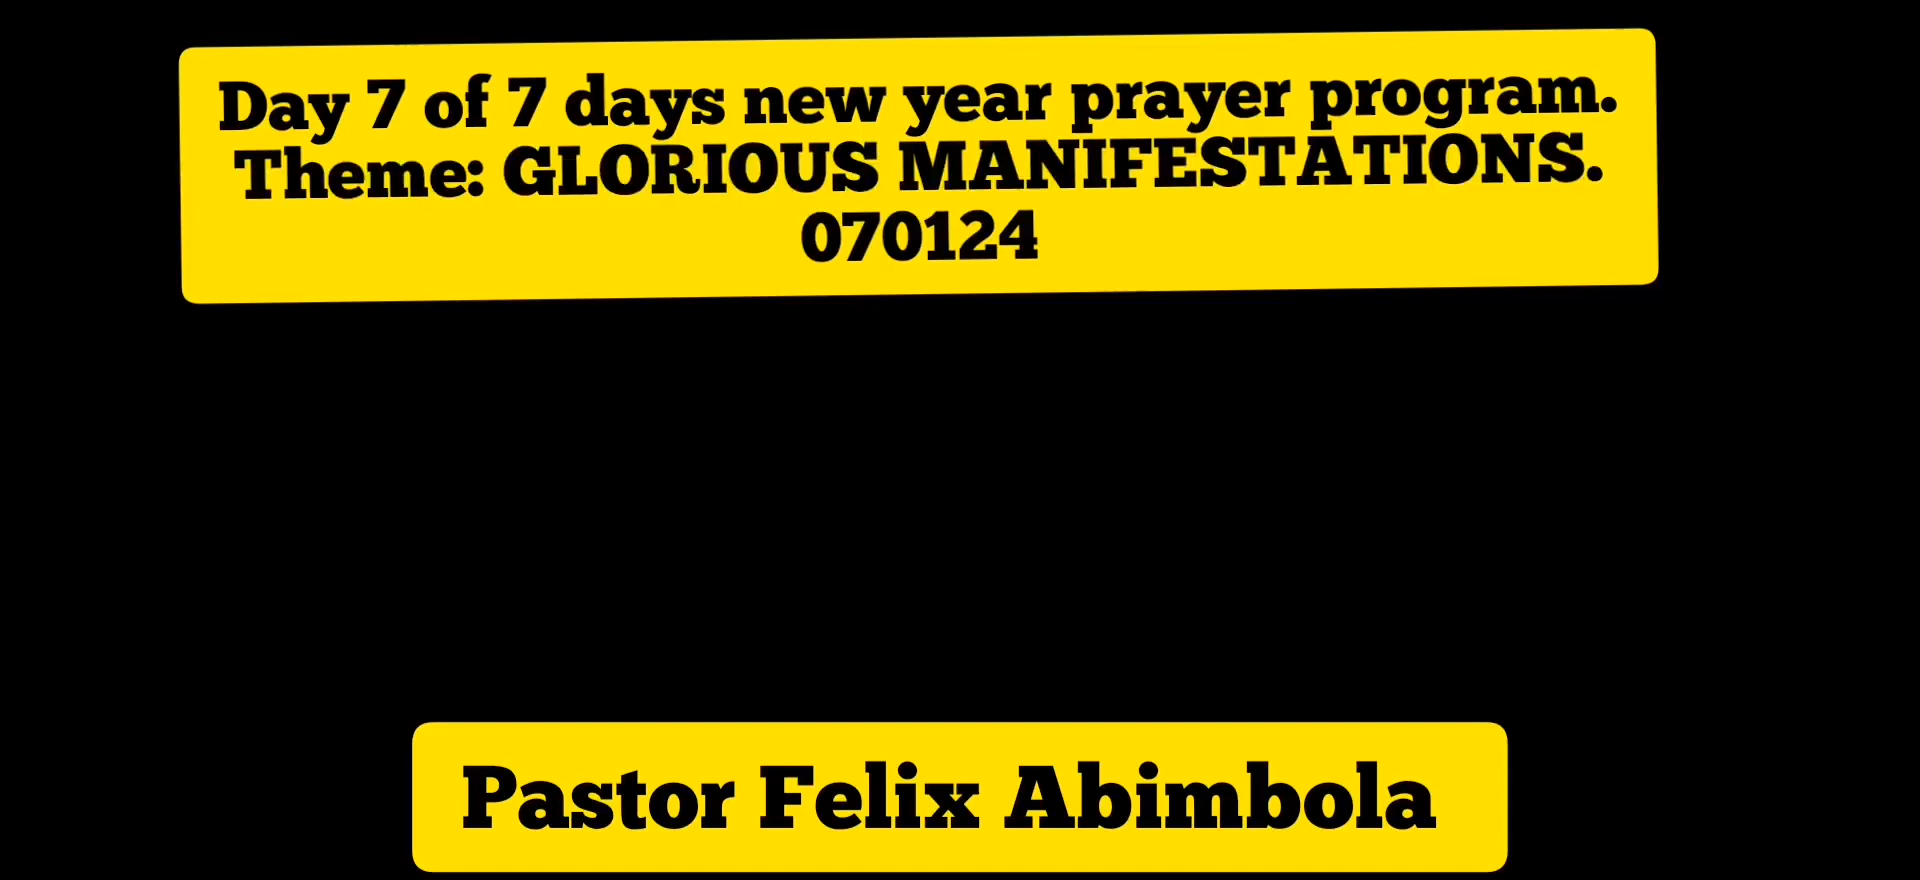 Day 7 of 7 days new year prayer program.
Theme: GLORIOUS MANIFESTATIONS.
070124
Pastor Felix Abimbola